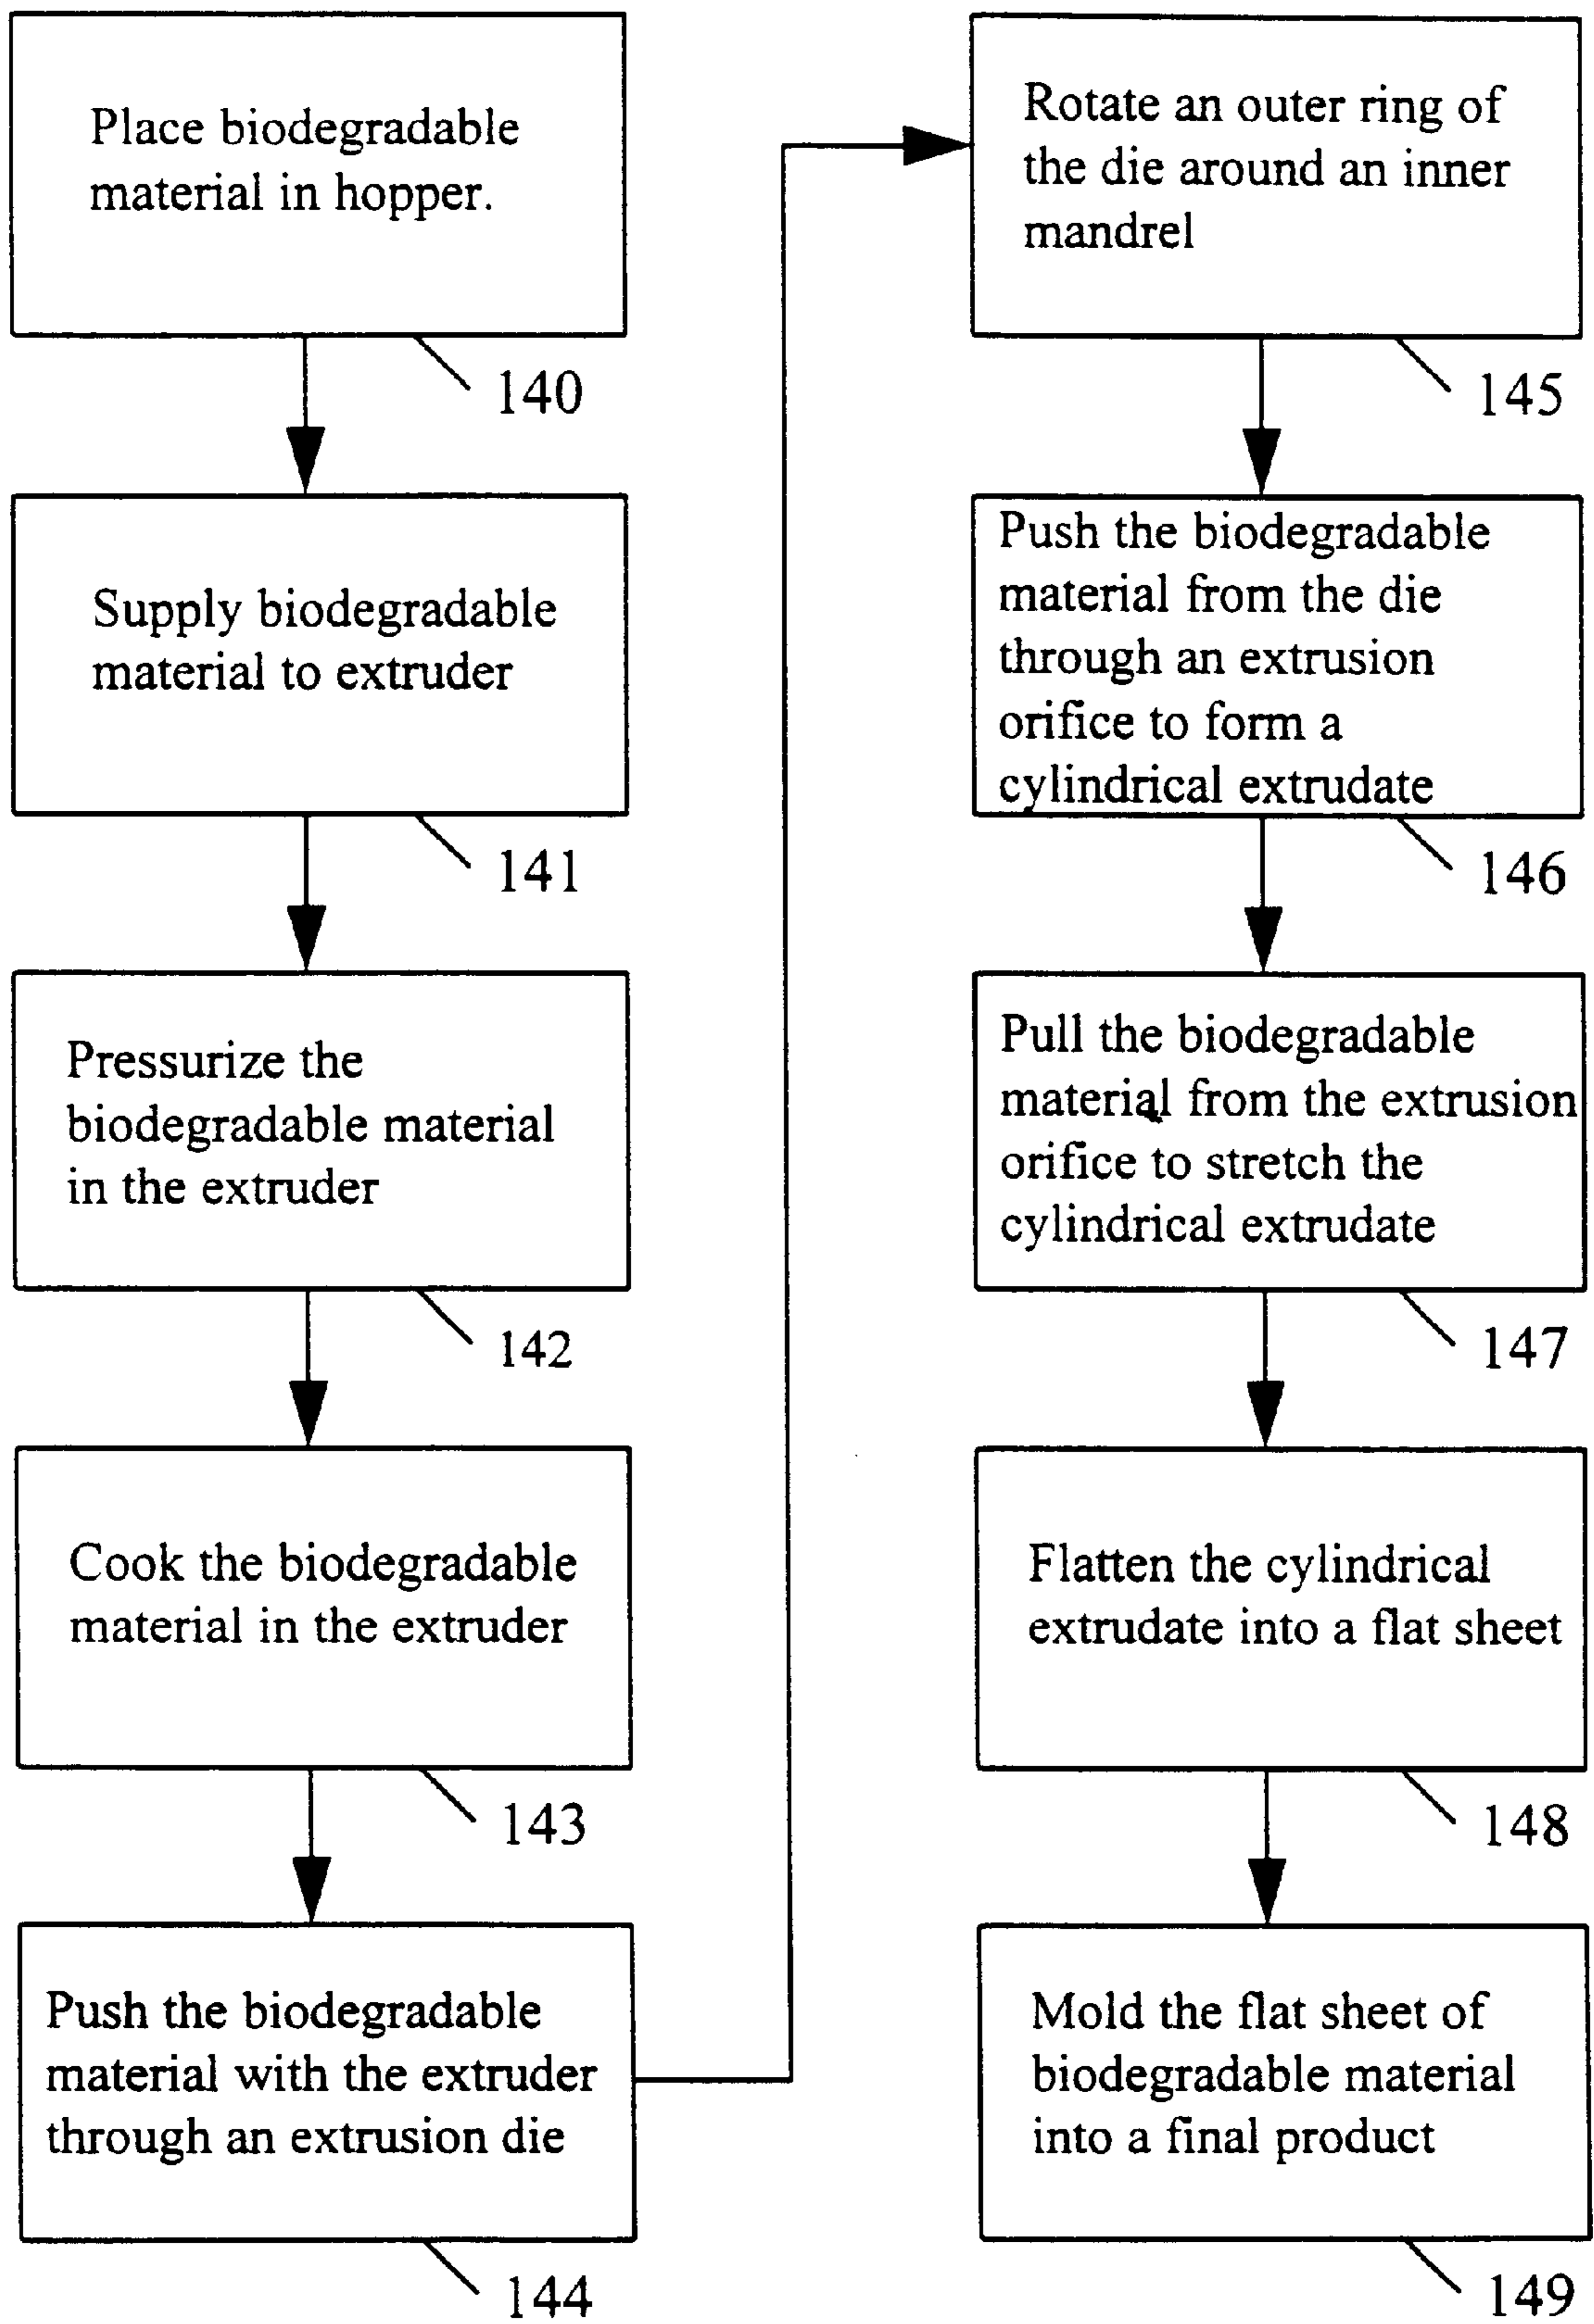 Place biodegradable
material in hopper.
140
Supply biodegradable
material to extruder
141
Pressurize the
biodegradable material
in the extruder
142
Cook the biodegradable
material in the extruder
143
Push the biodegradable
material with the extruder
through an extrusion die
144
Rotate an outer ring of
the die around an inner
mandrel
145
Push the biodegradable
material from the die
through an extrusion
orifice to form a
cylindrical extrudate
146
Pull the biodegradable
material from the extrusion
orifice to stretch the
cylindrical extrudate
147
Flatten the cylindrical
extrudate into a flat sheet
148
Mold the flat sheet of
biodegradable material
into a final product
149